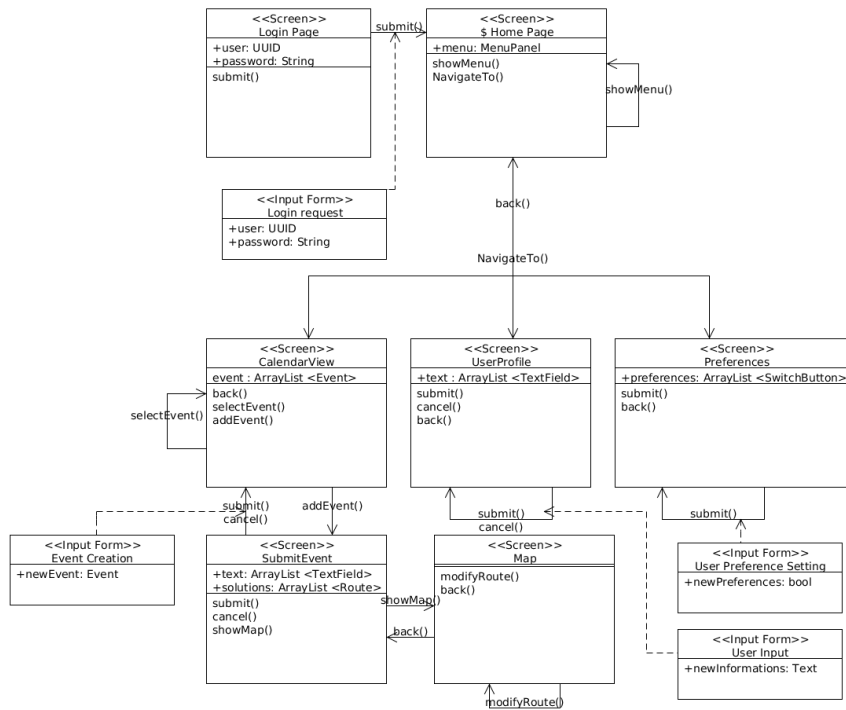 <<Screen>>
Login Page
+user: UUID
+password: String
submit()
submit()
<<Screen>>
$ Home Page
+menu: MenuPanel
showMenu()
NavigateTo()
showMenu()
<<Input Form>>
Login request
+user: UUID
+password: String
back()
NavigateTo()
<<Screen>>
CalendarView
event : ArrayList <Event>
back()
selectEvent()
addEvent()
selectEvent()
<<Screen>>
UserProfile
+text : ArrayList <TextField>
submit()
cancel()
back()
<<Screen>>
Preferences
+preferences: ArrayList <SwitchButton>
submit()
back()
submit()
cancel()
addEvent()
submit()
cancel()
submit()
<<Input Form>>
Event Creation
+newEvent: Event
<<Screen>>
SubmitEvent
+text: ArrayList <TextField>
+solutions: ArrayList <Route>
submit()
cancel()
showMap()
showMap()
back()
<<Screen>>
Map
modifyRoute()
back()
modifyRoute()
<<Input Form>>
User Preference Setting
+newPreferences: bool
<<Input Form>>
User Input
+newInformations: Text